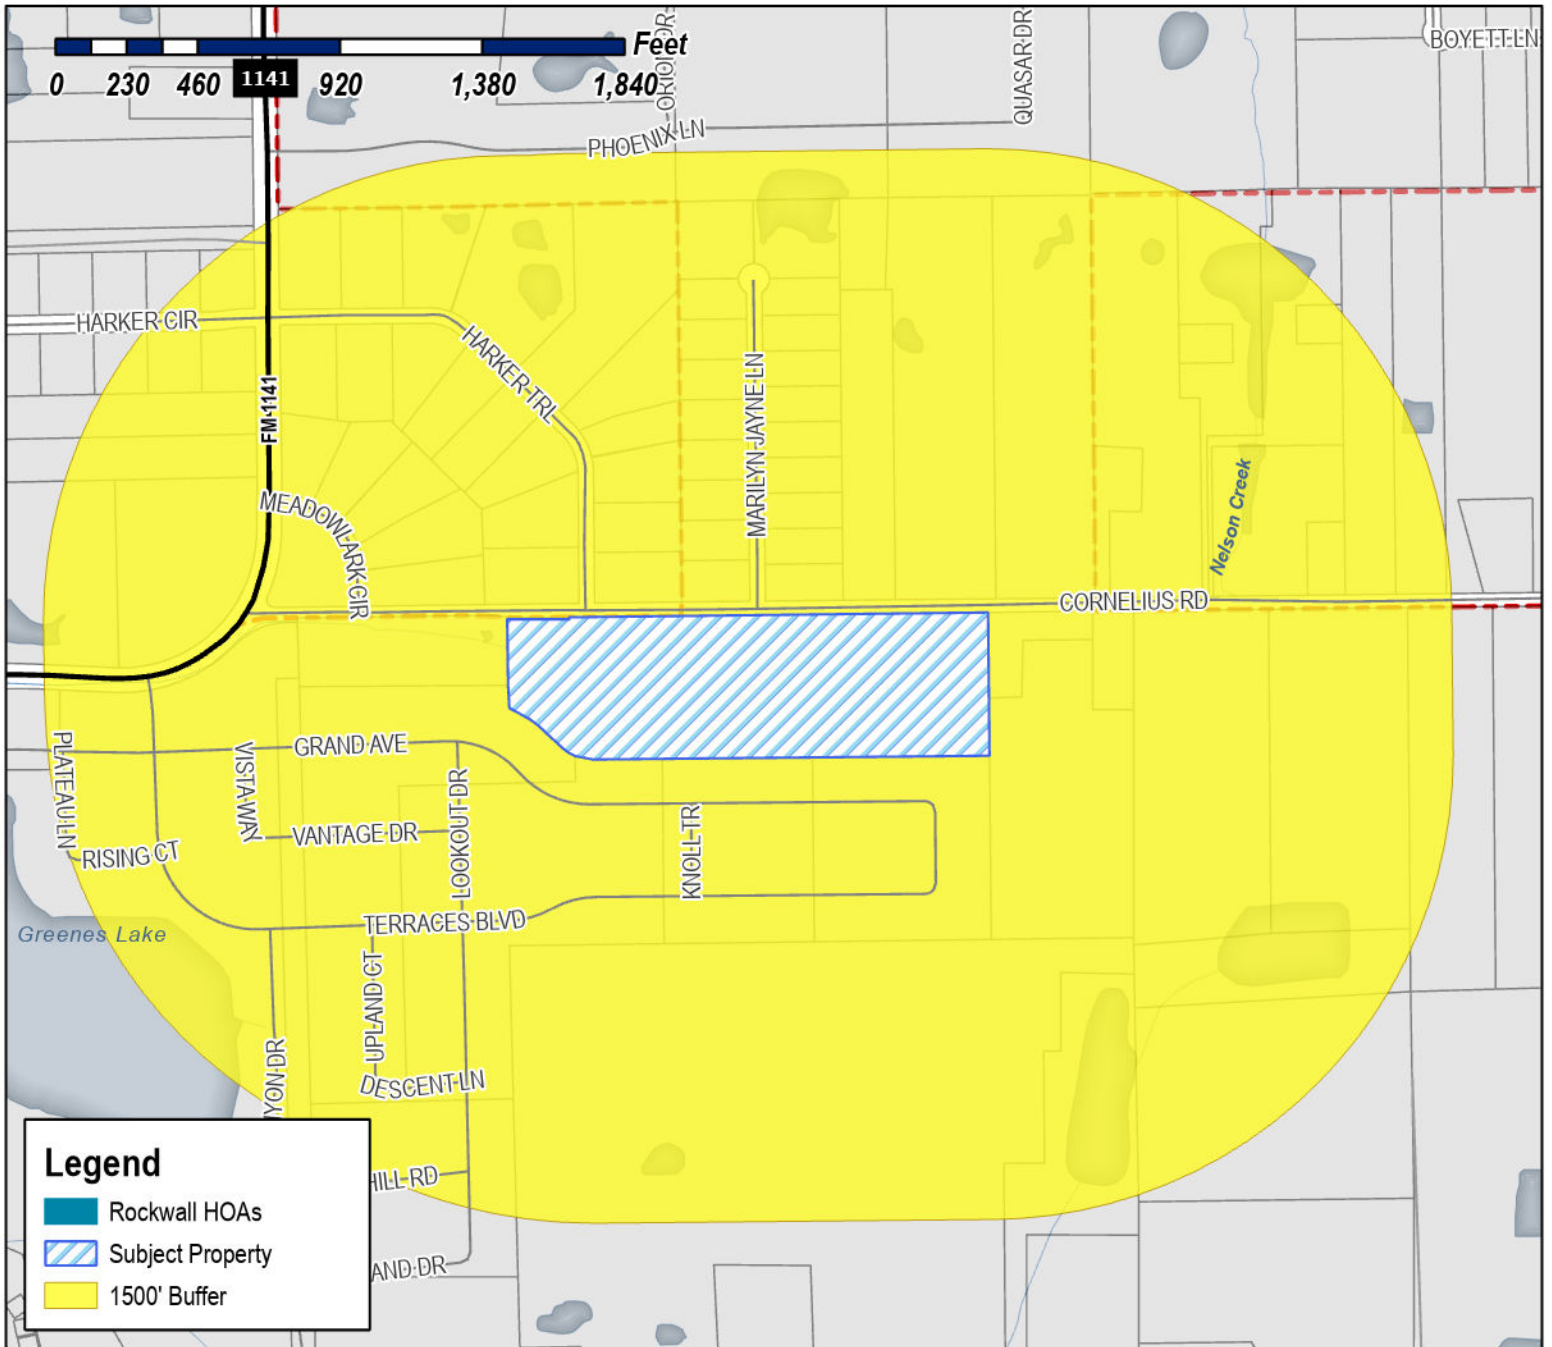 Feet
0 230 460 920 1,380 1,840
1141
ORION DR
QUASAR DR
BOYETT LN
PHOENIX LN
HARKER CIR
HARKER TRL
FM-1141
MARILYN JAYNE LN
MEADOWLARK CIR
Nelson Creek
CORNELIUS RD
PLATEAU LN
VISTA WAY
GRAND AVE
LOOKOUT DR
VANTAGE DR
RISING CT
KNOLL TR
TERRACES BLVD
Greenes Lake
UPLAND CT
YON DR
DESCENT LN
HILL RD
AND DR
Legend
Rockwall HOAs
Subject Property
1500' Buffer